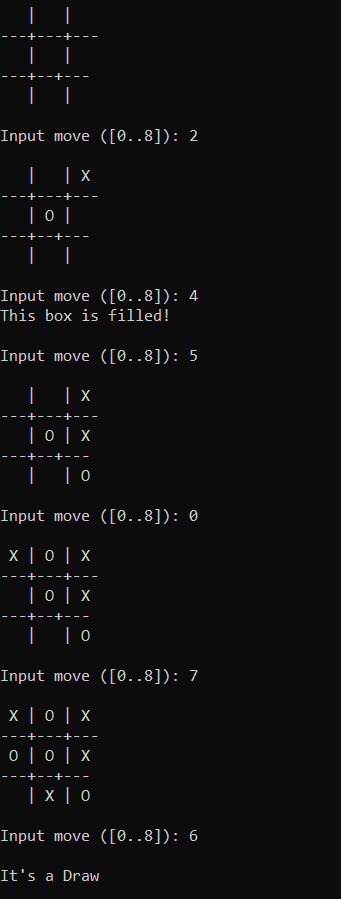 |   |
---+---+---
   |   |
---+--+---
   |   |

Input move ([0..8]): 2

   |   | X
---+---+---
   | O |
---+--+---
   |   |

Input move ([0..8]): 4
This box is filled!

Input move ([0..8]): 5

   |   | X
---+---+---
   | O | X
---+--+---
   |   | O

Input move ([0..8]): 0

 X | O | X
---+---+---
   | O | X
---+--+---
   |   | O

Input move ([0..8]): 7

 X | O | X
---+---+---
 O | O | X
---+--+---
   | X | O

Input move ([0..8]): 6

It's a Draw